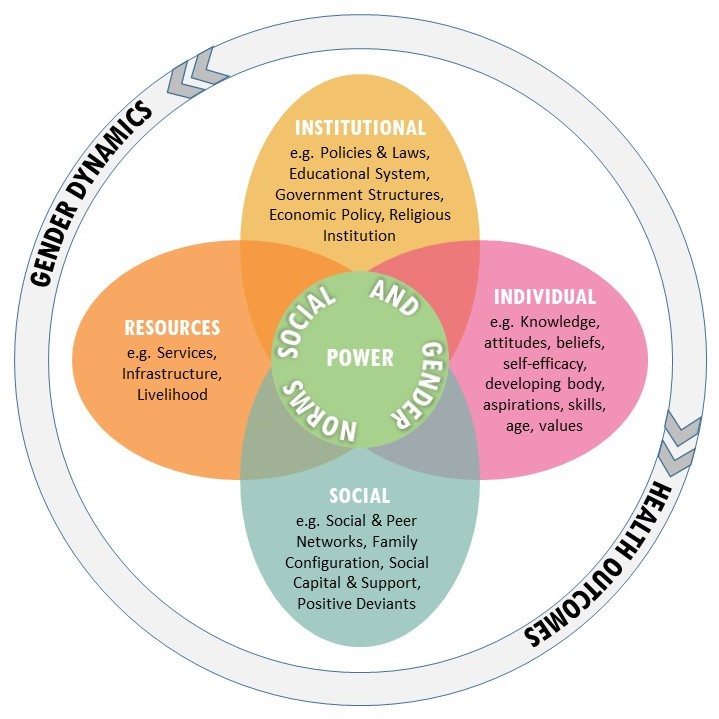 GENDER DYNAMICS
INSTITUTIONAL
e.g. Policies & Laws,
Educational System,
Government Structures,
Economic Policy, Religious
Institution
RESOURCES
e.g. Services,
Infrastructure,
Livelihood
SOCIAL AND GENDER NORMS
POWER
INDIVIDUAL
e.g. Knowledge,
attitudes, beliefs,
self-efficacy,
developing body,
aspirations, skills,
age, values
SOCIAL
e.g. Social & Peer
Networks, Family
Configuration, Social
Capital & Support,
Positive Deviants
HEALTH OUTCOMES